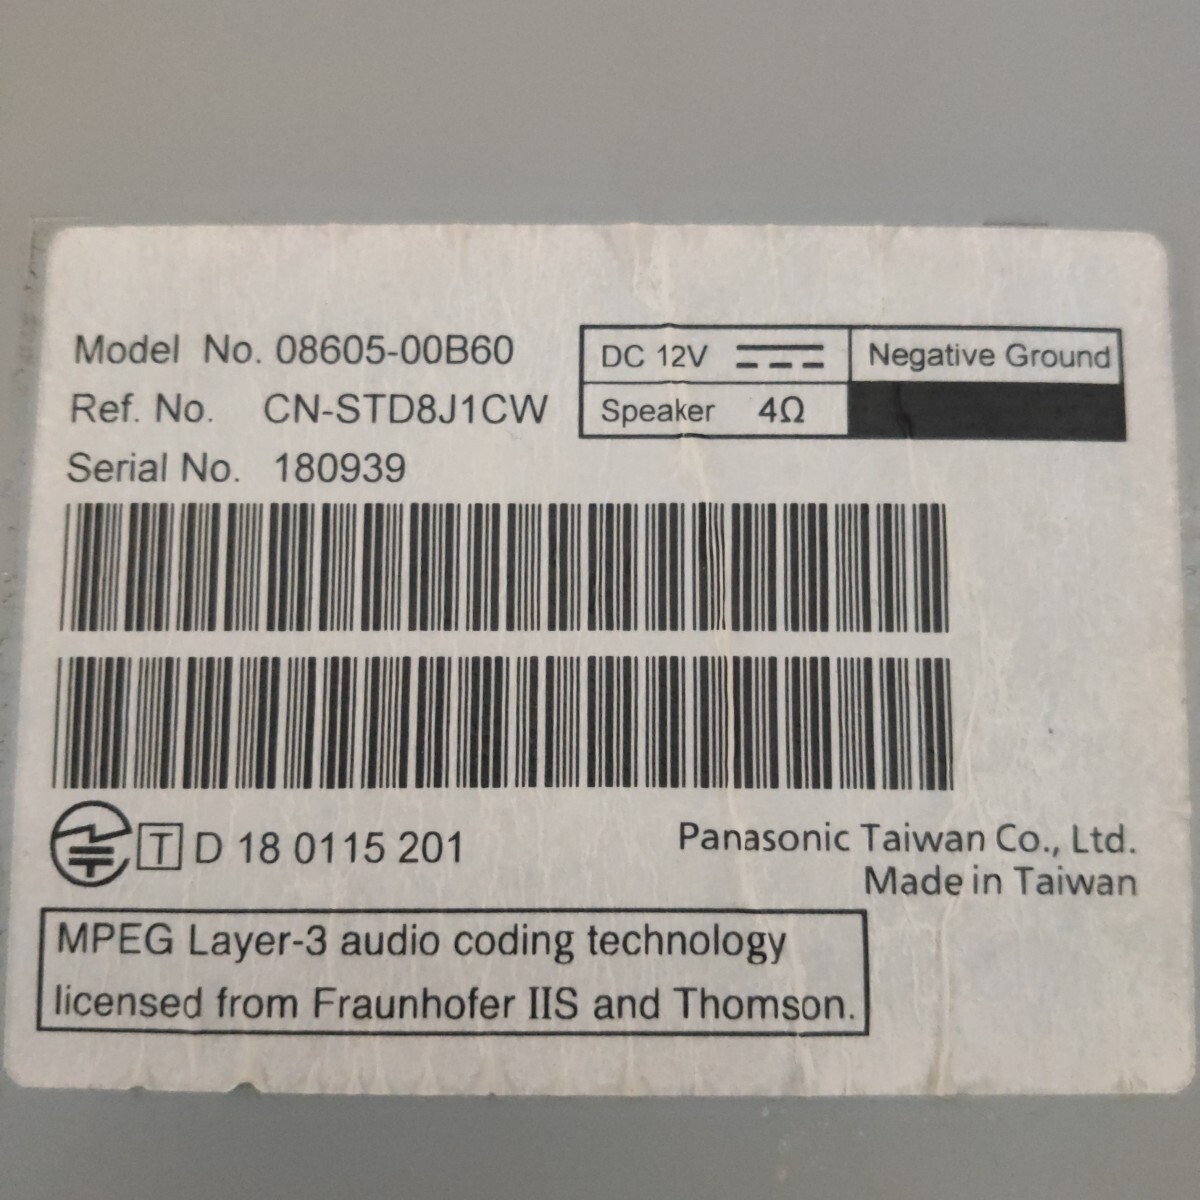 Model No. 08605-00B60
Ref. No. CN-STD8J1CW
Serial No. 180939
DC 12V
Negative Ground
Speaker 4Ω
T D 18 0115 201
Panasonic Taiwan Co., Ltd.
Made in Taiwan
MPEG Layer-3 audio coding technology
licensed from Fraunhofer IIS and Thomson.